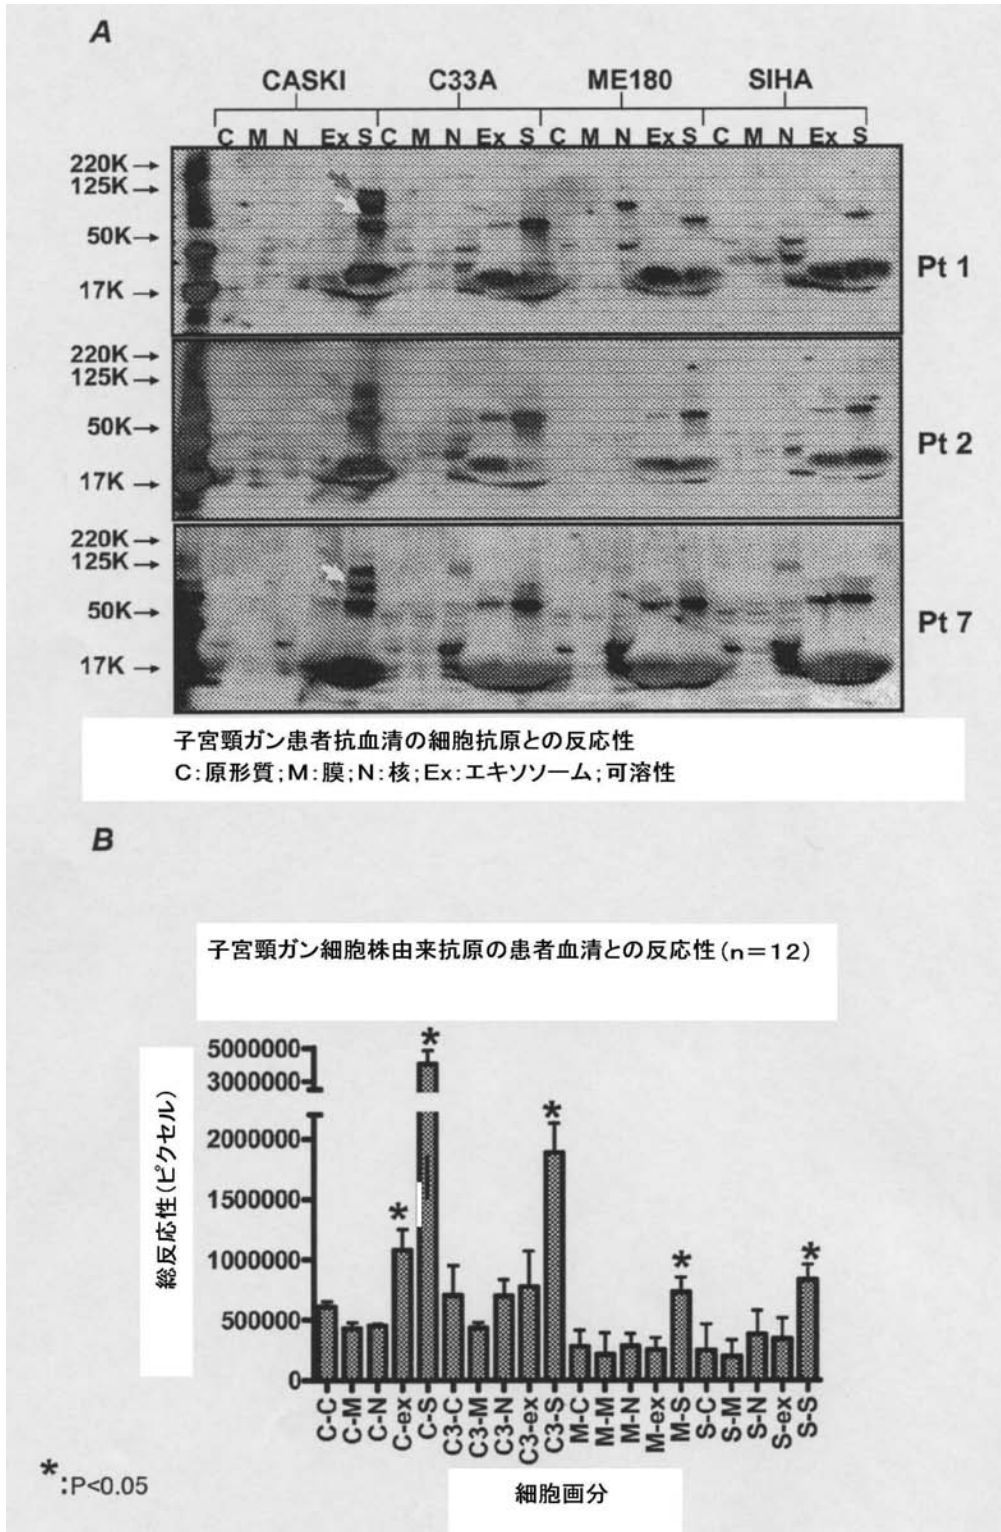 A
CASKI C33A ME180 SIHA
C M N Ex S C M N Ex S C M N Ex S C M N Ex S
220K→
125K→
50K→
17K→
Pt 1
220K→
125K→
50K→
17K→
Pt 2
220K→
125K→
50K→
17K→
Pt 7
子宮頸ガン患者抗血清の細胞抗原との反応性
C:原形質;M:膜;N:核;Ex:エキソソーム;可溶性
B
子宮頸ガン細胞株由来抗原の患者血清との反応性(n=12)
総反応性(ピクセル)
5000000
3000000
2000000
1500000
1000000
500000
0
* * * * *
C-C C-M C-N C-ex C-S C3-C C3-M C3-N C3-ex C3-S M-C M-M M-N M-ex M-S S-C S-M S-N S-ex S-S
細胞画分
*:P<0.05